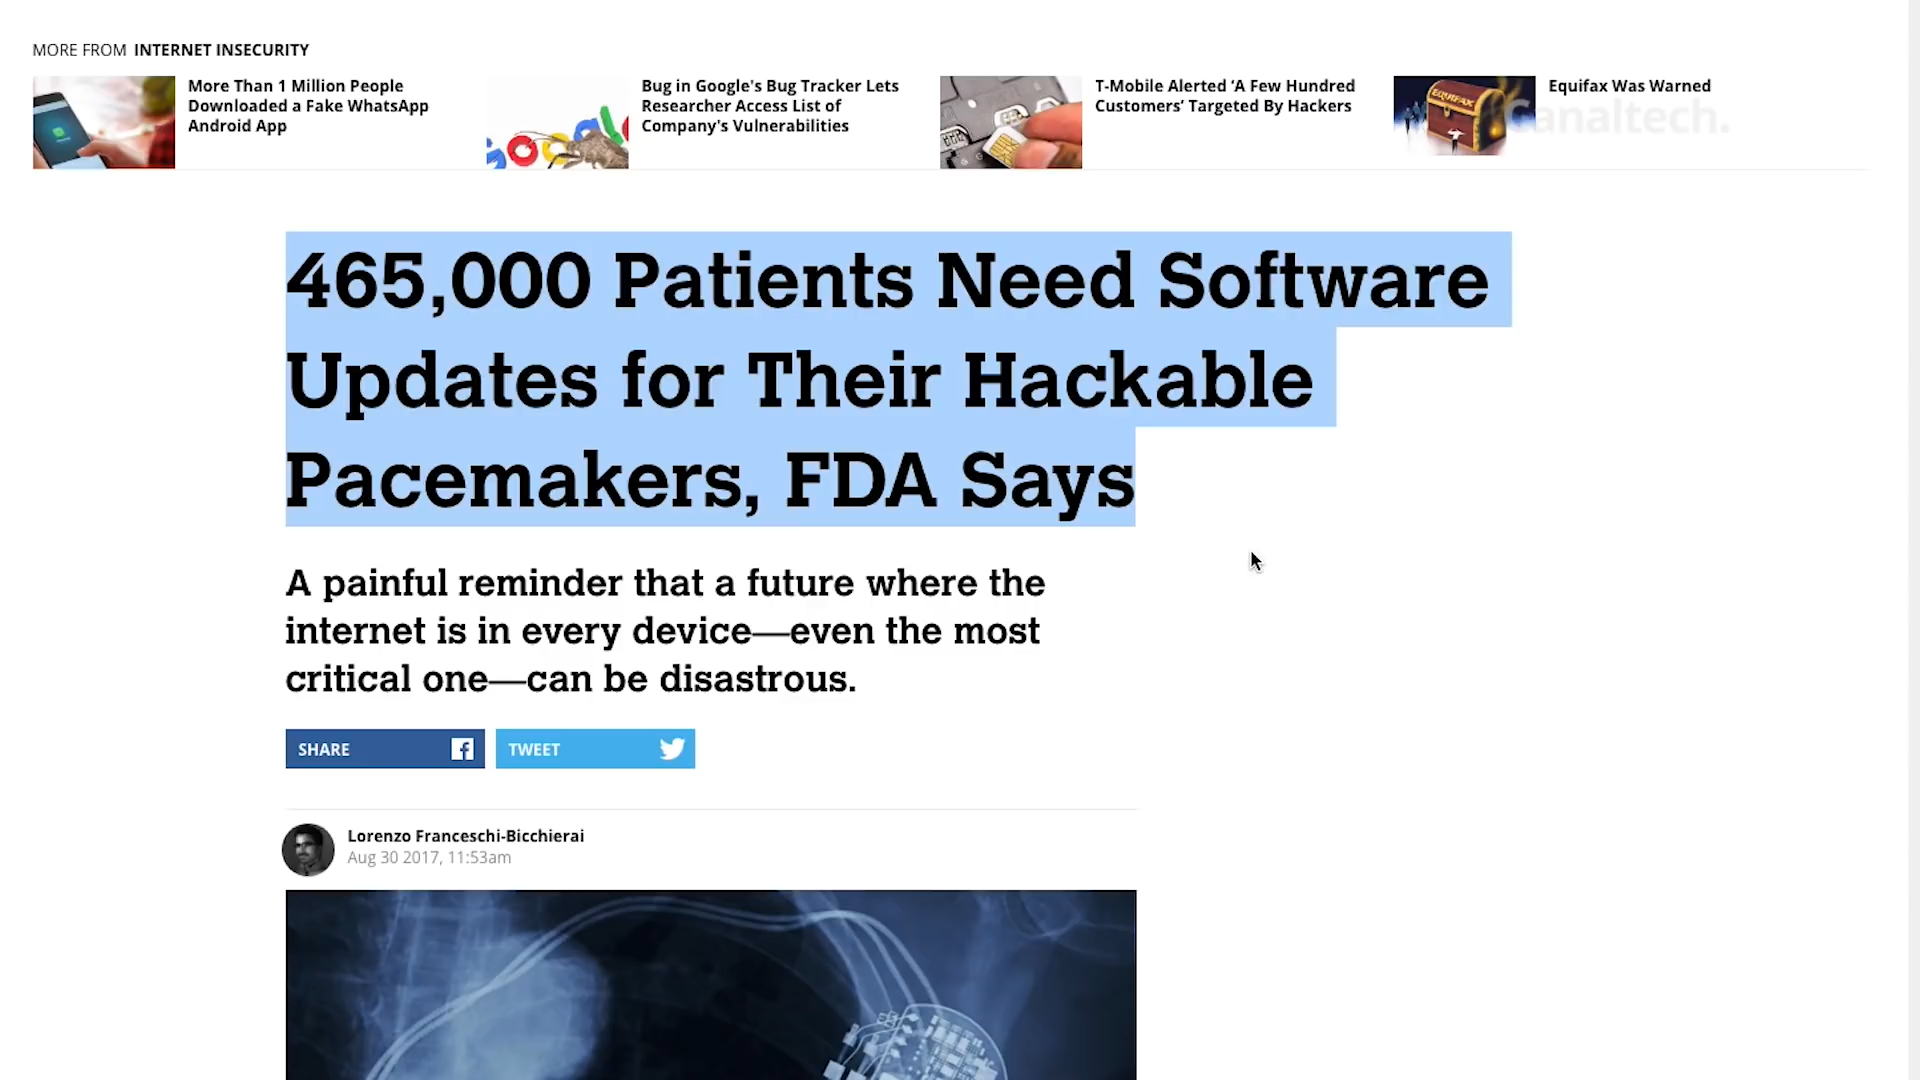 MORE FROM INTERNET INSECURITY
More Than 1 Million People
Downloaded a Fake WhatsApp
Android App
Bug in Google's Bug Tracker Lets
Researcher Access List of
Company's Vulnerabilities
T-Mobile Alerted ‘A Few Hundred
Customers’ Targeted By Hackers
EQUIFAX
Equifax Was Warned
Canaltech.
465,000 Patients Need Software
Updates for Their Hackable
Pacemakers, FDA Says
A painful reminder that a future where the
internet is in every device—even the most
critical one—can be disastrous.
SHARE
TWEET
Lorenzo Franceschi-Bicchierai
Aug 30 2017, 11:53am